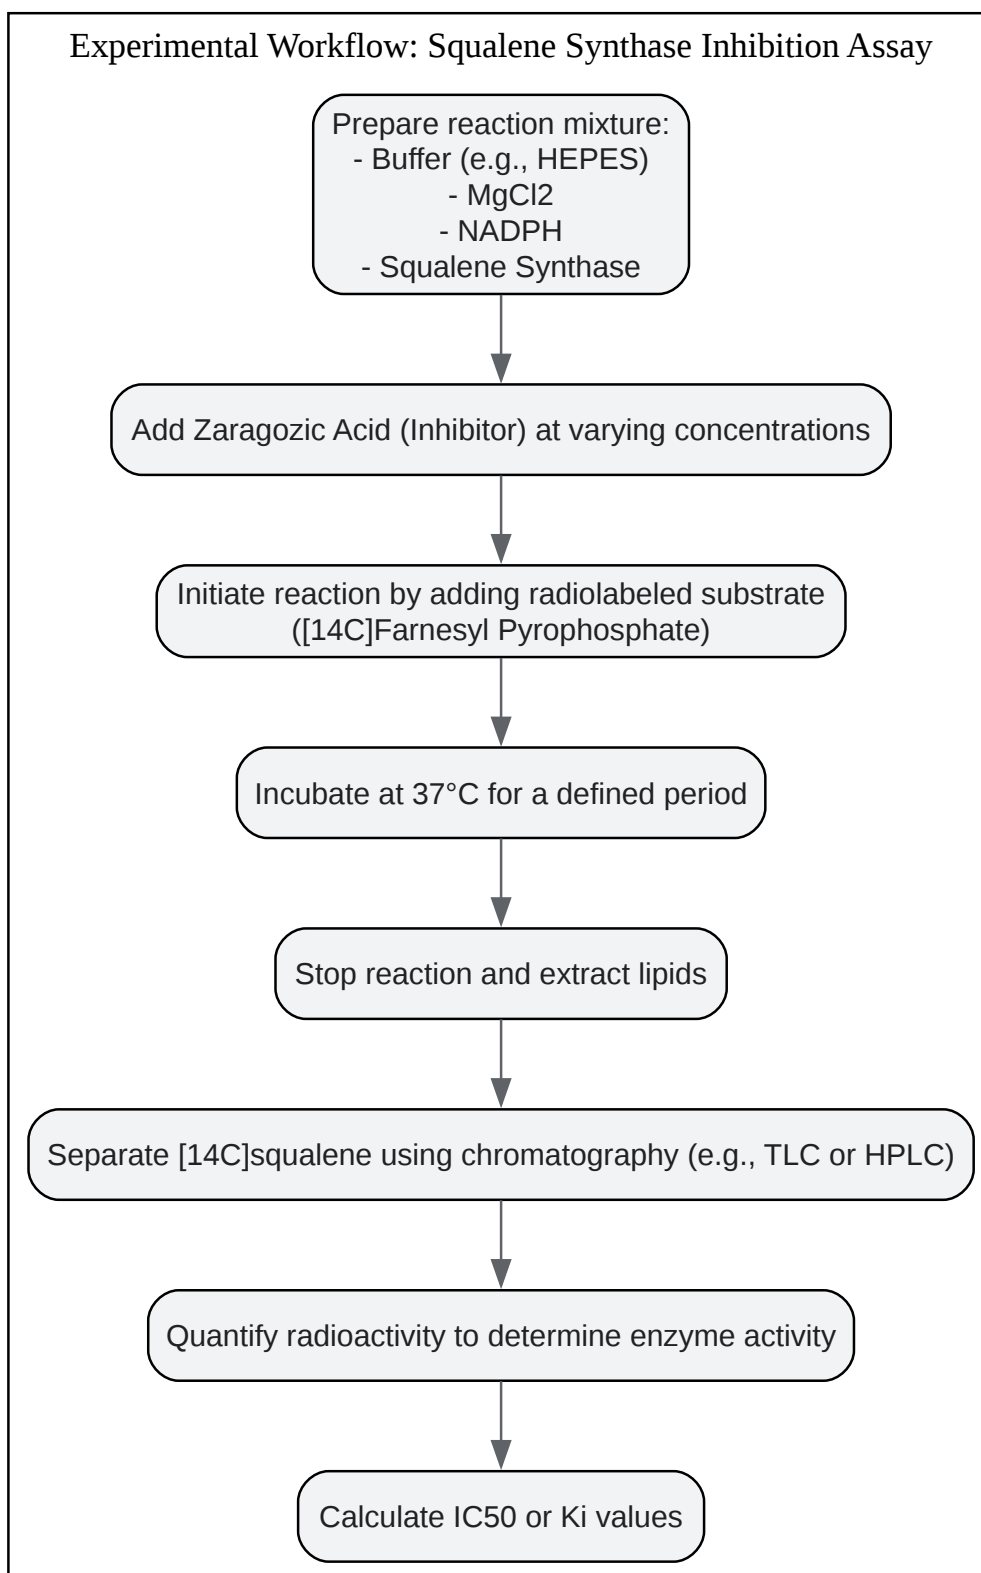 Experimental Workflow: Squalene Synthase Inhibition Assay
Prepare reaction mixture:
- Buffer (e.g., HEPES)
- MgCl2
- NADPH
- Squalene Synthase
Add Zaragozic Acid (Inhibitor) at varying concentrations
Initiate reaction by adding radiolabeled substrate
([14C]Farnesyl Pyrophosphate)
Incubate at 37°C for a defined period
Stop reaction and extract lipids
Separate [14C]squalene using chromatography (e.g., TLC or HPLC)
Quantify radioactivity to determine enzyme activity
Calculate IC50 or Ki values